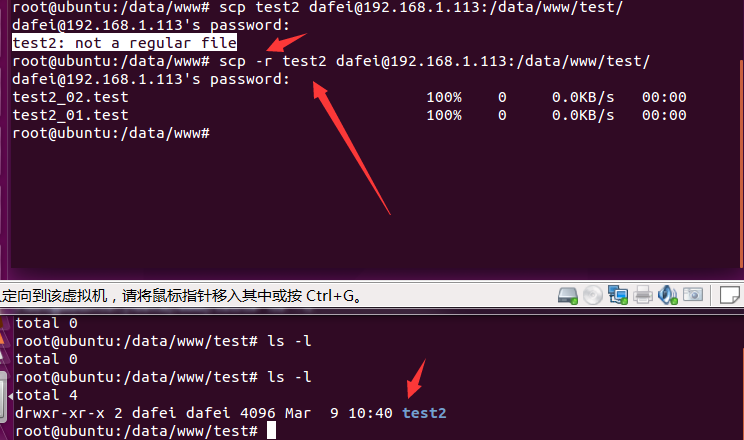 root@ubuntu:/data/www# scp test2 dafei@192.168.1.113:/data/www/test/
dafei@192.168.1.113's password:
test2: not a regular file
root@ubuntu:/data/www# scp -r test2 dafei@192.168.1.113:/data/www/test/
dafei@192.168.1.113's password:
test2_02.test 100% 0 0.0KB/s 00:00
test2_01.test 100% 0 0.0KB/s 00:00
root@ubuntu:/data/www#
定向到该虚拟机，请将鼠标指针移入其中或按 Ctrl+G。
total 0
root@ubuntu:/data/www/test# ls -l
total 0
root@ubuntu:/data/www/test# ls -l
total 4
drwxr-xr-x 2 dafei dafei 4096 Mar 9 10:40 test2
root@ubuntu:/data/www/test#